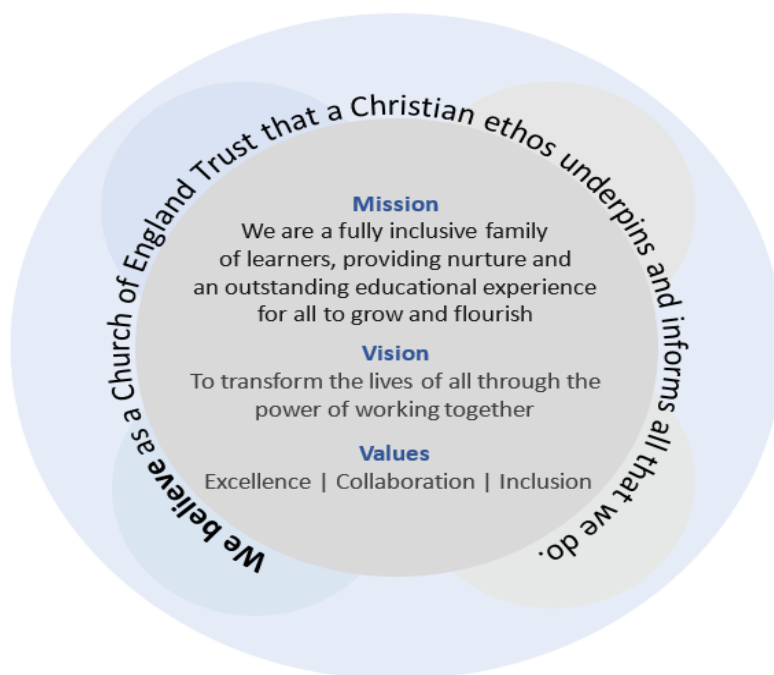 We believe as a Church of England Trust that a Christian ethos underpins and informs all that we do.
Mission
We are a fully inclusive family
of learners, providing nurture and
an outstanding educational experience
for all to grow and flourish
Vision
To transform the lives of all through the
power of working together
Values
Excellence | Collaboration | Inclusion